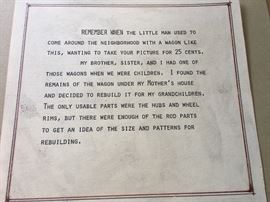 REMEMBER WHEN THE LITTLE MAN USED TO
COME AROUND THE NEIGHBORHOOD WITH A WAGON LIKE
THIS, WANTING TO TAKE YOUR PICTURE FOR 25 CENTS.
MY BROTHER, SISTER, AND I HAD ONE OF
THOSE WAGONS WHEN WE WERE CHILDREN. I FOUND THE
REMAINS OF THE WAGON UNDER MY MOTHER'S HOUSE
AND DECIDED TO REBUILD IT FOR MY GRANDCHILDREN.
THE ONLY USABLE PARTS WERE THE HUBS AND WHEEL
RIMS, BUT THERE WERE ENOUGH OF THE ROD PARTS
TO GET AN IDEA OF THE SIZE AND PATTERNS FOR
REBUILDING.